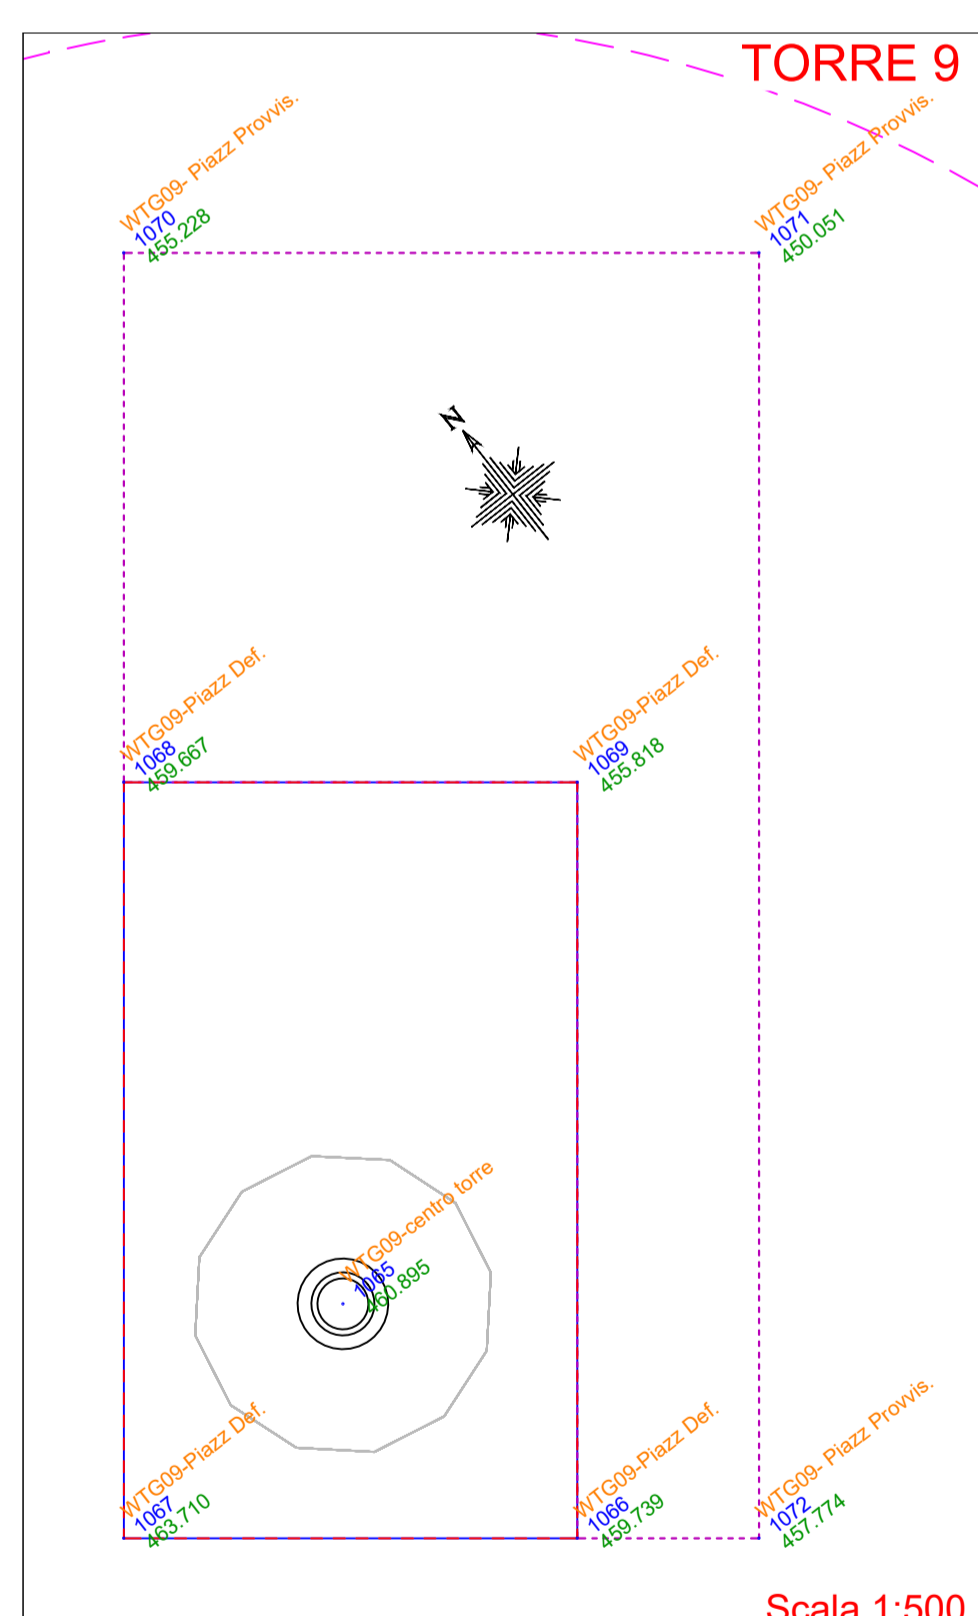 TORRE 9
WTG09- Piazz Provvis.
1070
455.228
WTG09- Piazz Provvis.
1071
450.051
N
WTG09-Piazz Def.
1068
459.667
WTG09-Piazz Def.
1069
455.818
WTG09-centro torre
1065
460.895
WTG09-Piazz Def.
1067
463.710
WTG09-Piazz Def.
1066
459.739
WTG09- Piazz Provvis.
1072
457.774
Scala 1:500